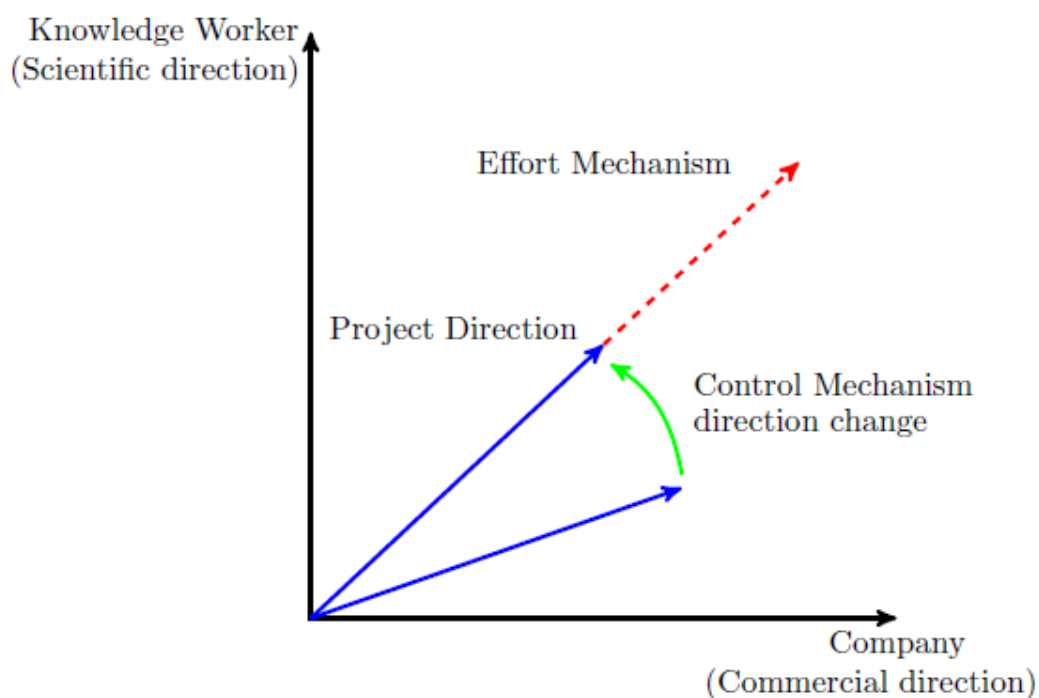 Knowledge Worker
(Scientific direction)
Effort Mechanism
Project Direction
Control Mechanism
direction change
Company
(Commercial direction)